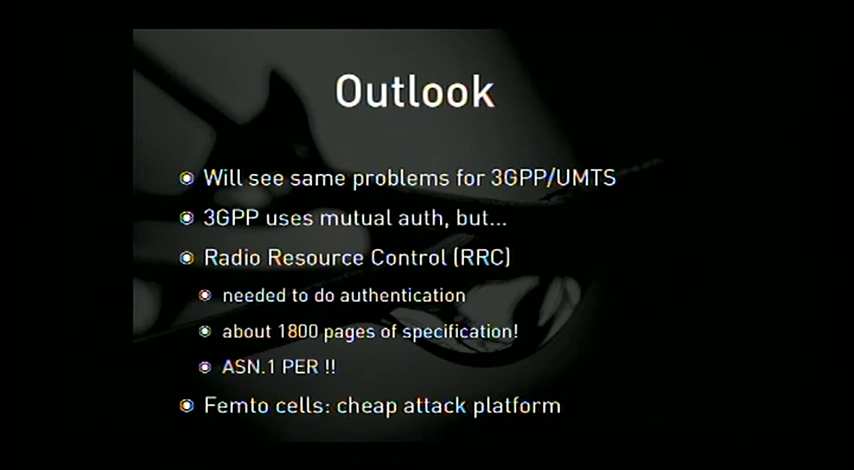 Outlook
Will see same problems for 3GPP/UMTS
3GPP uses mutual auth, but...
Radio Resource Control (RRC)
needed to do authentication
about 1800 pages of specification!
ASN.1 PER !!
Femto cells: cheap attack platform